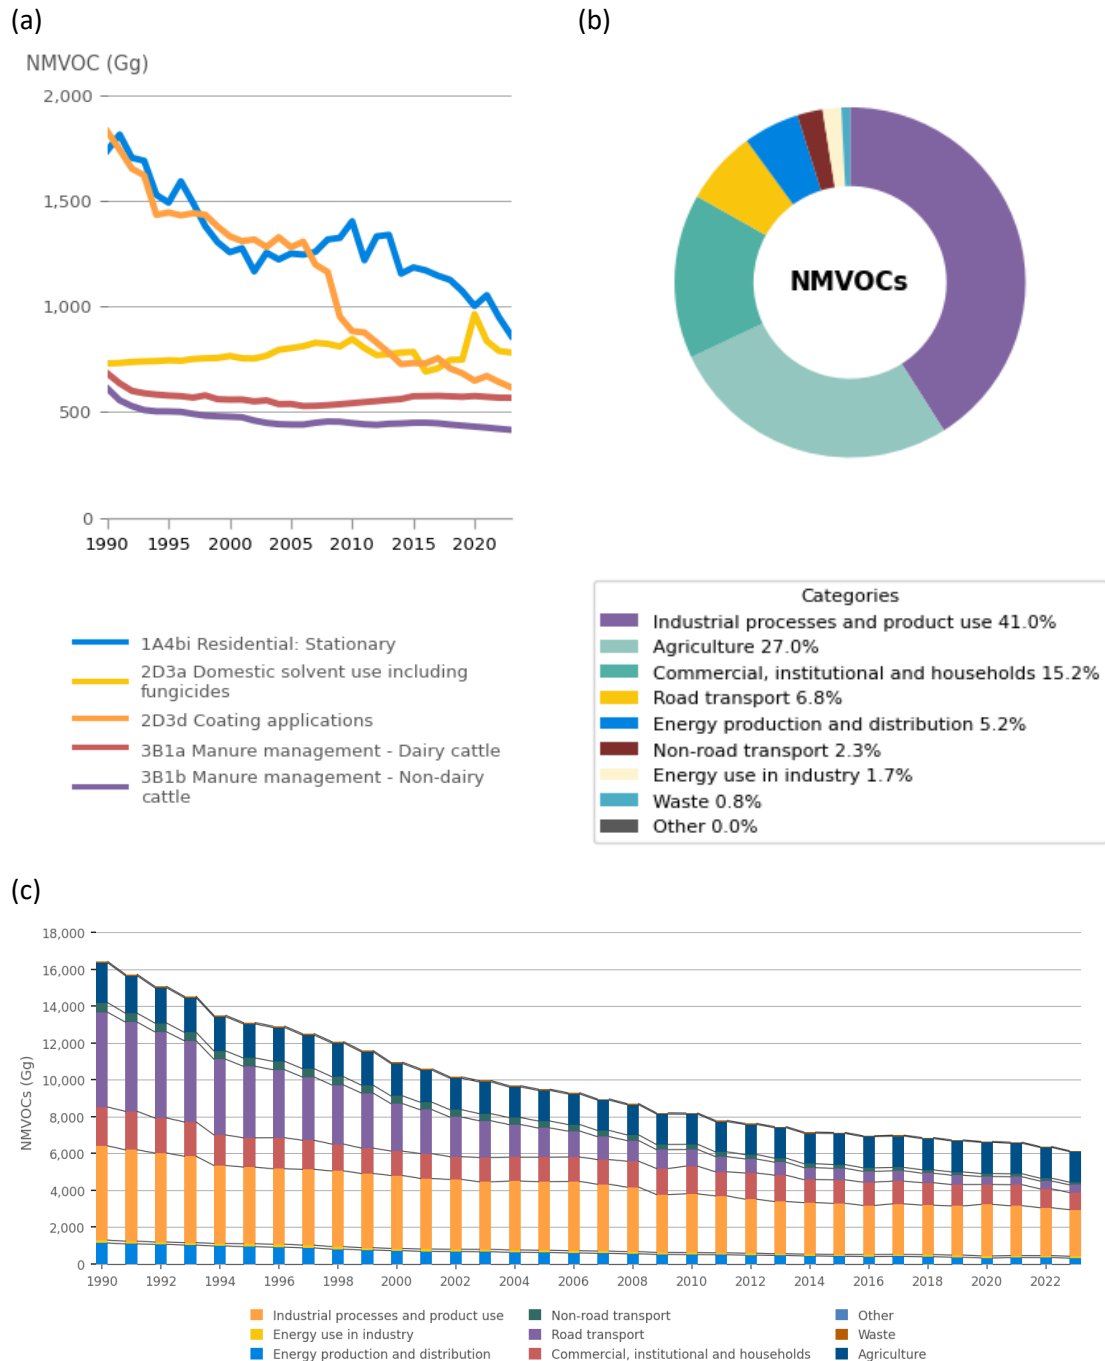 (a)
NMVOC (Gg)
2,000
1,500
1,000
500
0
1990 1995 2000 2005 2010 2015 2020
1A4bi Residential: Stationary
2D3a Domestic solvent use including
fungicides
2D3d Coating applications
3B1a Manure management - Dairy cattle
3B1b Manure management - Non-dairy
cattle
(b)
NMVOCs
Categories
Industrial processes and product use 41.0%
Agriculture 27.0%
Commercial, institutional and households 15.2%
Road transport 6.8%
Energy production and distribution 5.2%
Non-road transport 2.3%
Energy use in industry 1.7%
Waste 0.8%
Other 0.0%
(c)
NMVOCs (Gg)
18,000
16,000
14,000
12,000
10,000
8,000
6,000
4,000
2,000
0
1990 1992 1994 1996 1998 2000 2002 2004 2006 2008 2010 2012 2014 2016 2018 2020 2022
Industrial processes and product use
Energy use in industry
Energy production and distribution
Non-road transport
Road transport
Commercial, institutional and households
Other
Waste
Agriculture